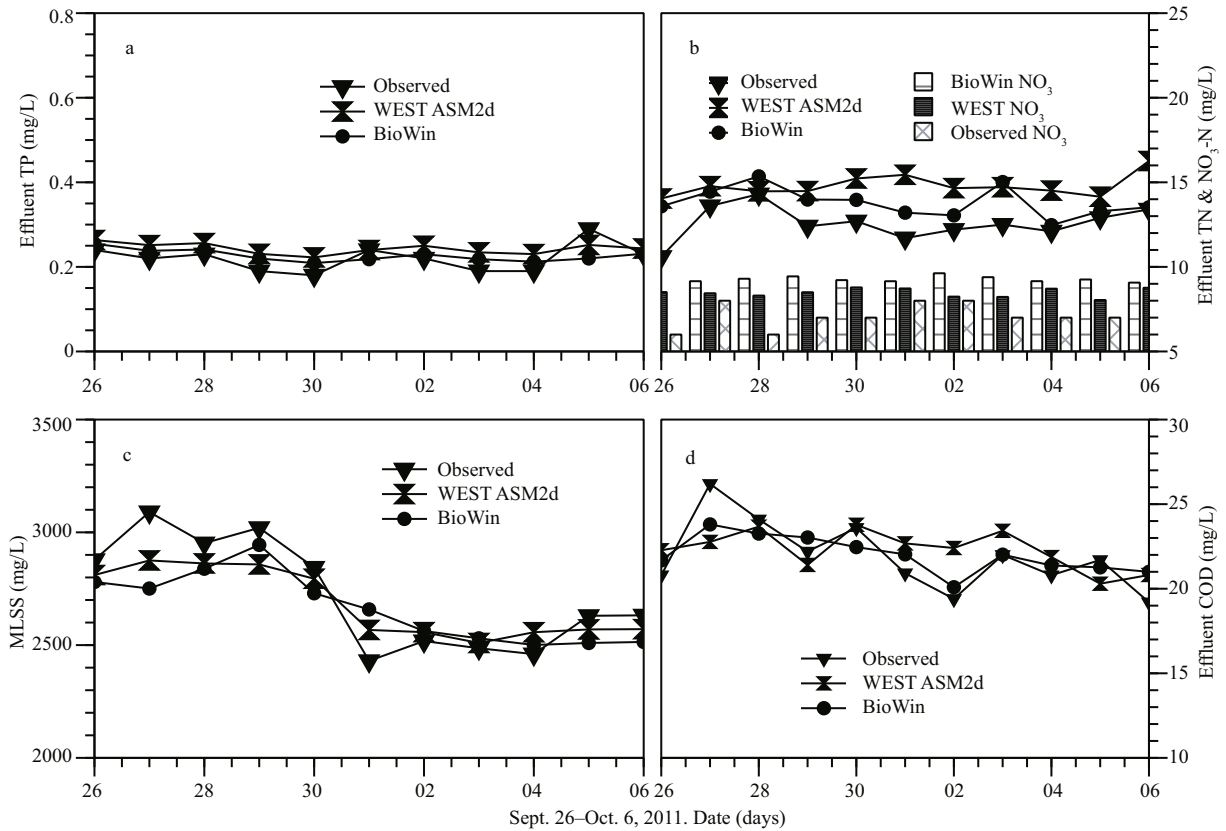 a
Observed
WEST ASM2d
BioWin
Effluent TP (mg/L)
0.8
0.6
0.4
0.2
0
26 28 30 02 04 06
b
Observed
WEST ASM2d
BioWin
BioWin NO3
WEST NO3
Observed NO3
Effluent TN & NO3-N (mg/L)
25
20
15
10
5
26 28 30 02 04 06
c
Observed
WEST ASM2d
BioWin
MLSS (mg/L)
3500
3000
2500
2000
26 28 30 02 04 06
d
Observed
WEST ASM2d
BioWin
Effluent COD (mg/L)
30
25
20
15
10
26 28 30 02 04 06
Sept. 26–Oct. 6, 2011. Date (days)